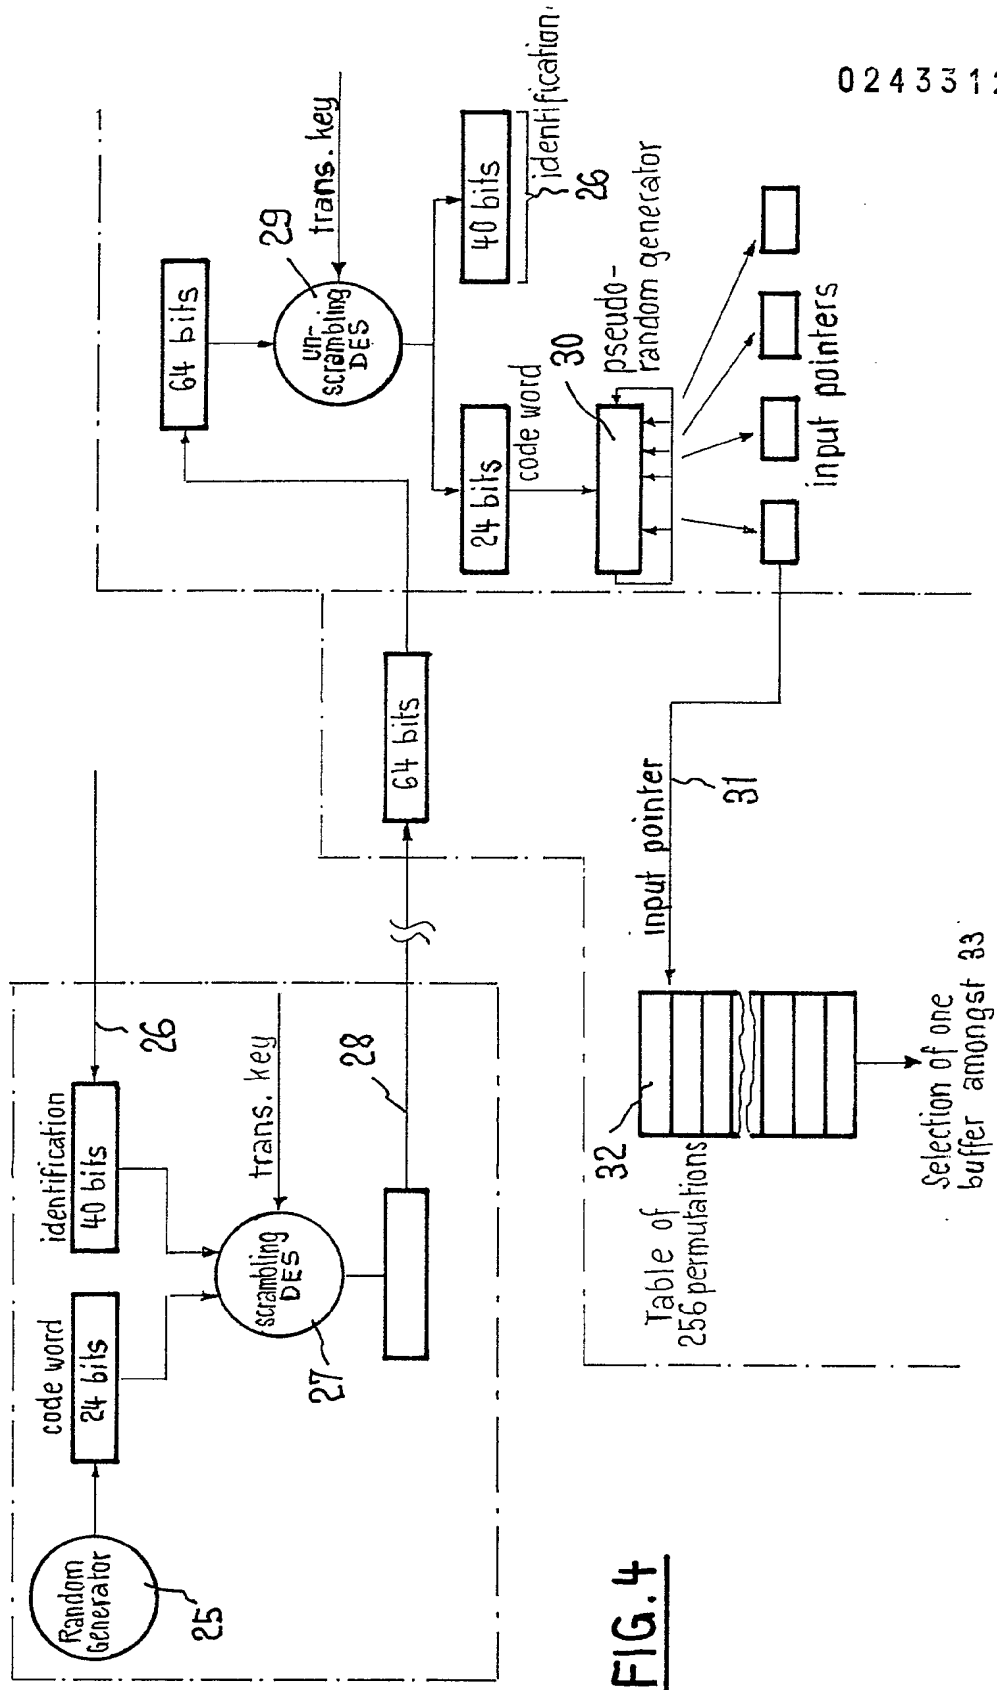 0243312
Random
Generator
25
code word
24 bits
identification
40 bits
26
scrambling
DES
27
trans. key
28
64 bits
64 bits
un-
scrambling
DES
29
trans. key
24 bits
code word
40 bits
identification.
26
30
pseudo-
random generator
input pointers
input pointer
31
32
Table of
256 permutations
Selection of one
buffer amongst 33
FIG.4